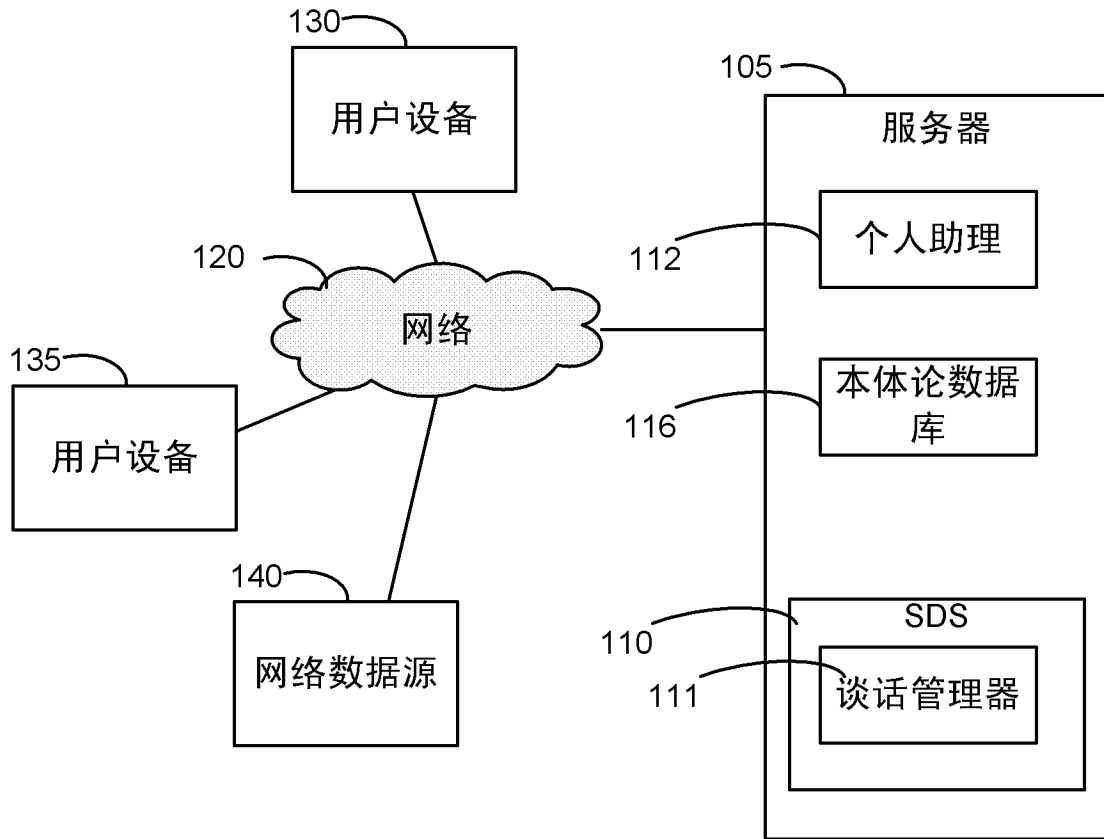 130
用户设备
105
服务器
个人助理
112
120
网络
135
用户设备
本体论数据
库
116
140
网络数据源
SDS
110
谈话管理器
111